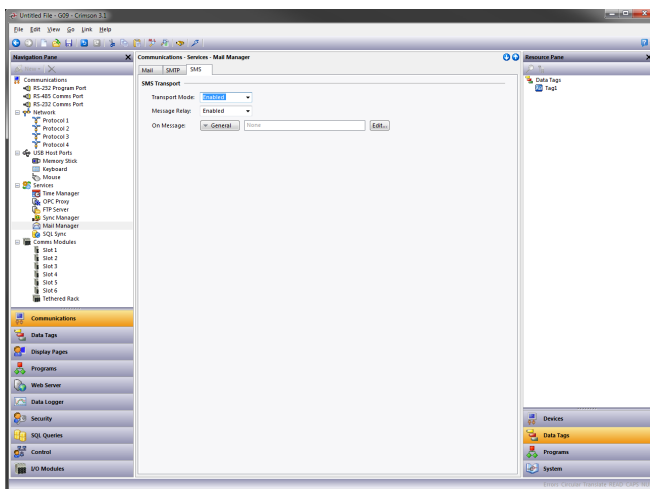 Untitled File - G09 - Crimson 3.1
File Edit View Go Link Help
Navigation Pane
Communications - Services - Mail Manager
Resource Pane
Mail SMTP SMS
SMS Transport
Transport Mode: Enabled
Message Relay: Enabled
On Message: General None Edit...
Communications
RS-232 Program Port
RS-485 Comms Port
RS-232 Comms Port
Network
Protocol 1
Protocol 2
Protocol 3
Protocol 4
USB Host Ports
Memory Stick
Keyboard
Mouse
Services
Time Manager
OPC Proxy
FTP Server
Sync Manager
Mail Manager
SQL Sync
Comms Modules
Slot 1
Slot 2
Slot 3
Slot 4
Slot 5
Slot 6
Tethered Rack
Communications
Data Tags
Display Pages
Programs
Web Server
Data Logger
Security
SQL Queries
Control
I/O Modules
Data Tags
Tag1
Devices
Data Tags
Programs
System
Errors Circular Translate READ CAPS